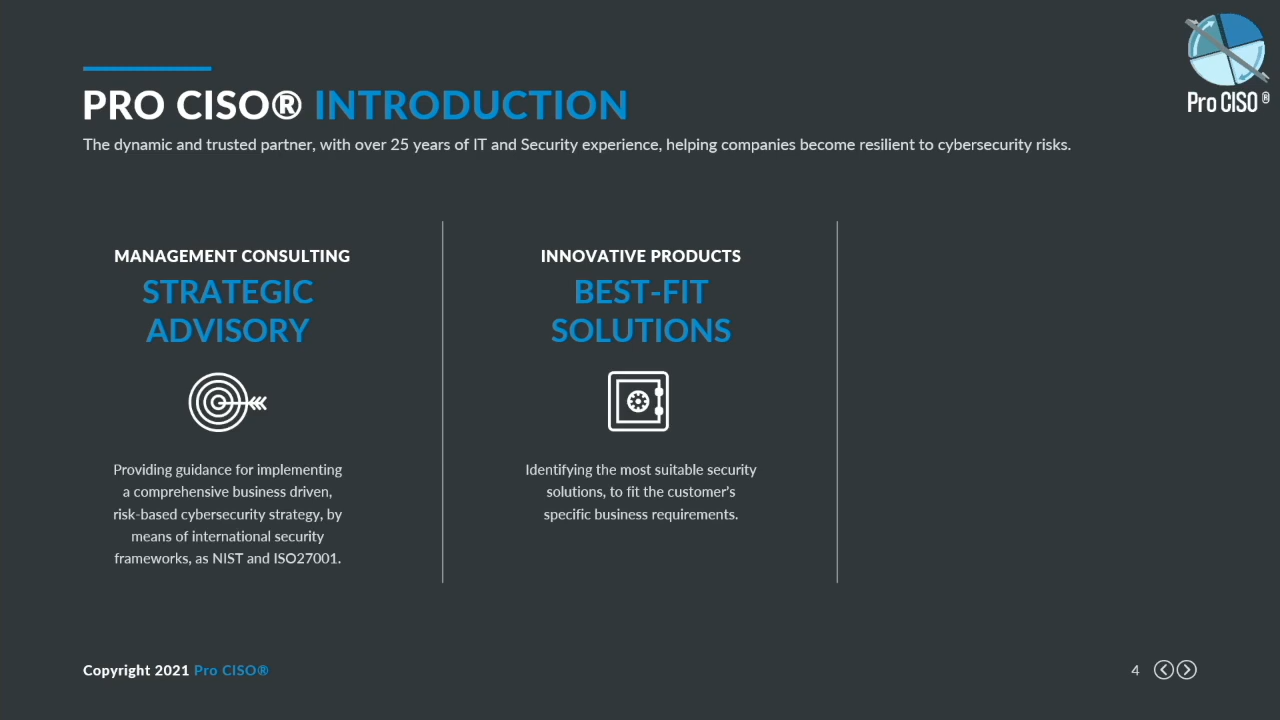 Pro CISO ®
PRO CISO® INTRODUCTION
The dynamic and trusted partner, with over 25 years of IT and Security experience, helping companies become resilient to cybersecurity risks.
MANAGEMENT CONSULTING
STRATEGIC
ADVISORY
Providing guidance for implementing
a comprehensive business driven,
risk-based cybersecurity strategy, by
means of international security
frameworks, as NIST and ISO27001.
INNOVATIVE PRODUCTS
BEST-FIT
SOLUTIONS
Identifying the most suitable security
solutions, to fit the customer's
specific business requirements.
Copyright 2021 Pro CISO®
4